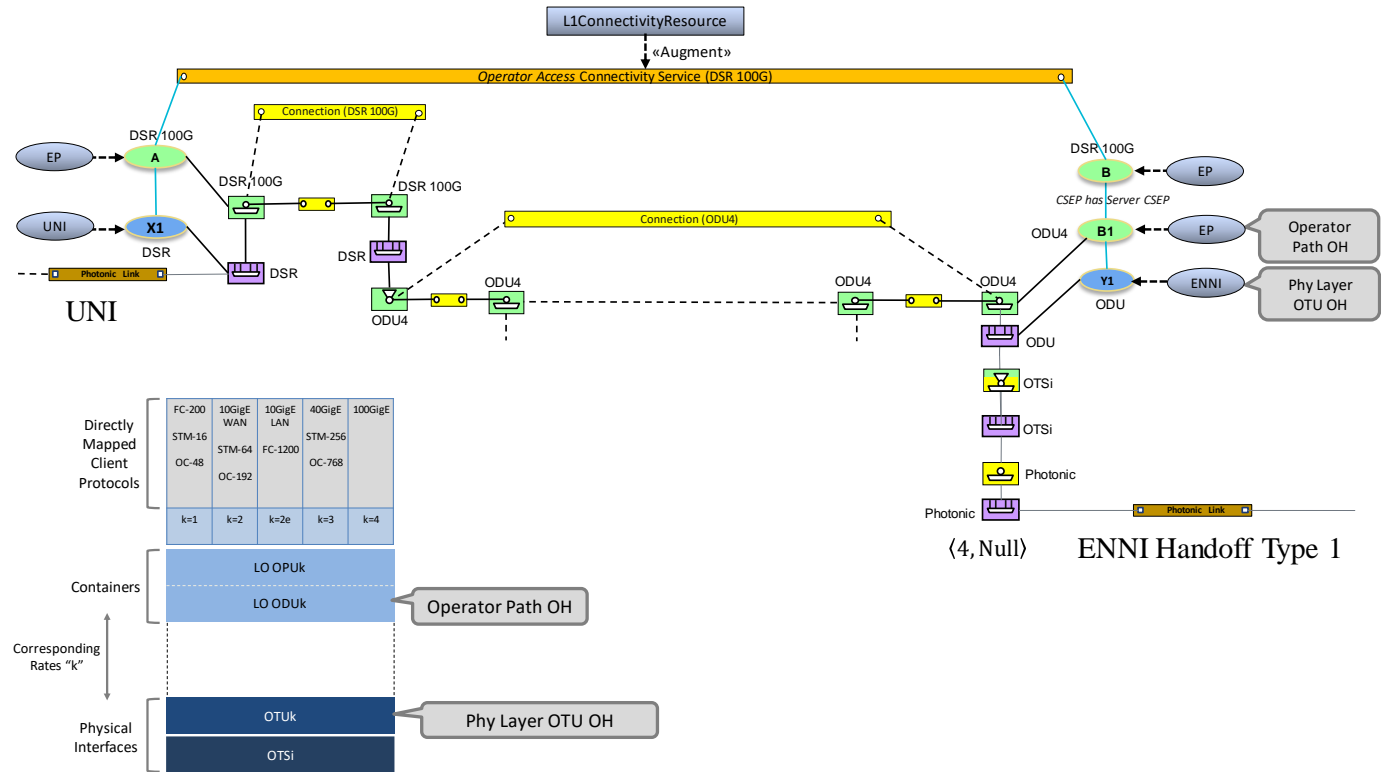 L1ConnectivityResource
«Augment»
Operator Access Connectivity Service (DSR 100G)
Connection (DSR 100G)
DSR 100G
EP
A
DSR 100G
DSR 100G
UNI
X1
DSR
DSR
DSR
Photonic Link
UNI
ODU4
ODU4
Connection (ODU4)
ODU4
ODU4
DSR 100G
B
EP
CSEP has Server CSEP
ODU4
B1
EP
Operator
Path OH
Y1
ODU
ENNI
Phy Layer
OTU OH
ODU
OTSi
OTSi
Photonic
Photonic
Photonic Link
⟨4, Null⟩
ENNI Handoff Type 1
Directly
Mapped
Client
Protocols
FC-200
STM-16
OC-48
10GigE
WAN
STM-64
OC-192
10GigE
LAN
FC-1200
40GigE
STM-256
OC-768
100GigE
k=1
k=2
k=2e
k=3
k=4
Containers
LO OPUk
LO ODUk
Operator Path OH
Corresponding
Rates “k”
Physical
Interfaces
OTUk
Phy Layer OTU OH
OTSi